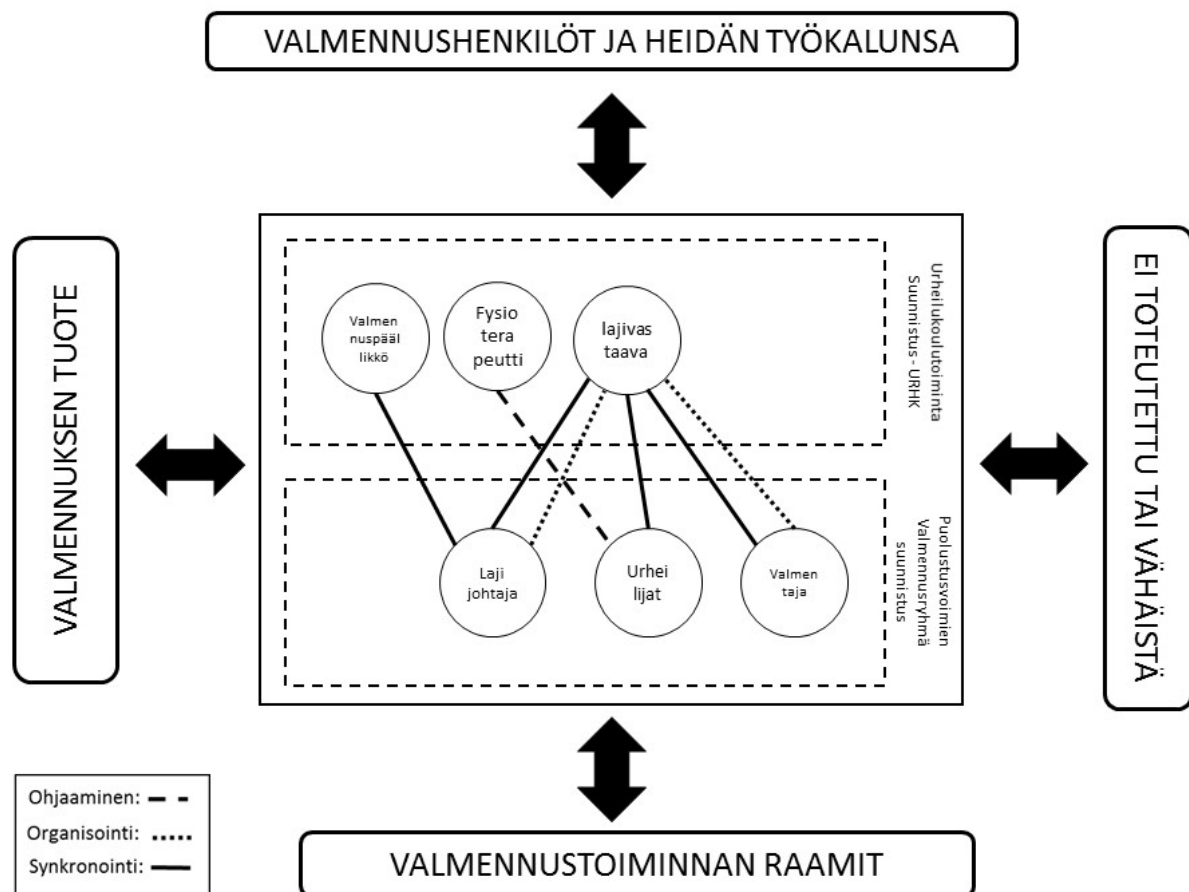 VALMENNUSHENKILÖT JA HEIDÄN TYÖKALUNSA
VALMENNUKSEN TUOTE
Valmen
nuspääl
likkö
Fysio
tera
peutti
lajivas
taava
Urheilukoulutoiminta
Suunnistus - URHK
Laji
johtaja
Urhei
lijat
Valmen
taja
Puolustusvoimien
Valmennusryhmä
suunnistus
EI TOTEUTETTU TAI VÄHÄISTÄ
Ohjaaminen:
Organisointi:
Synkronointi:
VALMENNUSTOIMINNAN RAAMIT